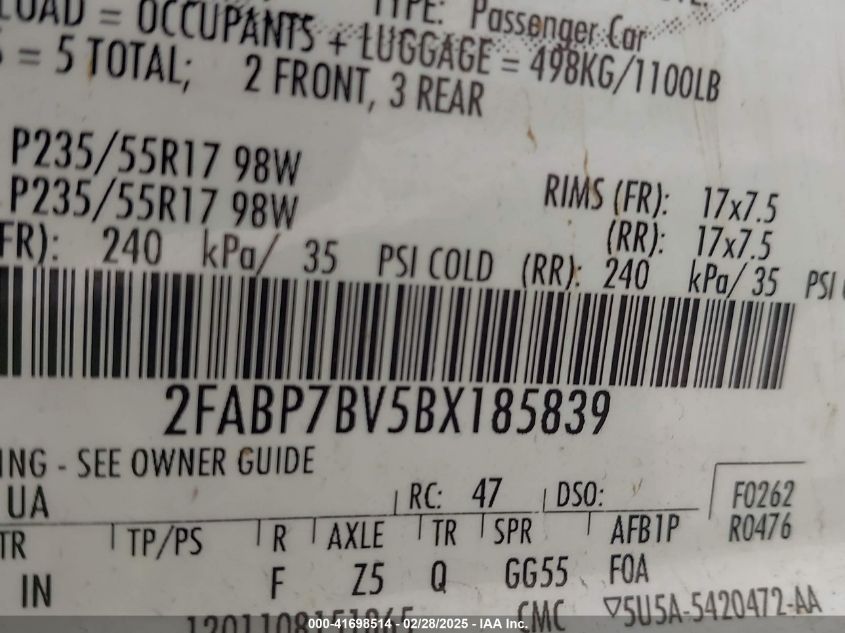 TYPE: Passenger Car
LOAD = OCCUPANTS + LUGGAGE = 498KG/1100LB
= 5 TOTAL; 2 FRONT, 3 REAR
P235/55R17 98W
P235/55R17 98W
RIMS (FR): 17x7.5
(RR): 17x7.5
FR): 240 kPa/ 35 PSI COLD (RR): 240 kPa/ 35 PSI
2FABP7BV5BX185839
ING - SEE OWNER GUIDE
UA RC: 47 DSO: F0262
TR TP/PS R AXLE TR SPR AFB1P R0476
IN F Z5 Q GG55 FOA
1201108151065 CMC ▽5U5A-5420472-AA
000-41698514 - 02/28/2025 - IAA Inc.